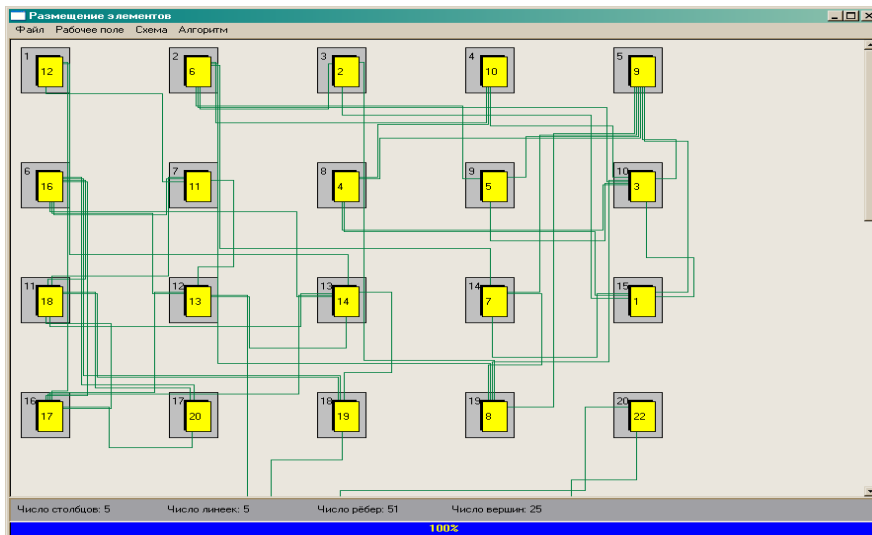 Размещение элементов
Файл Рабочее поле Схема Алгоритм
1 2 3 4 5
12 6 2 10 9
6 7 8 9 10
16 11 4 5 3
11 12 13 14 15
18 13 14 7 1
16 17 18 19 20
17 20 19 8 22
Число столбцов: 5 Число линеек: 5 Число рёбер: 51 Число вершин: 25
100%